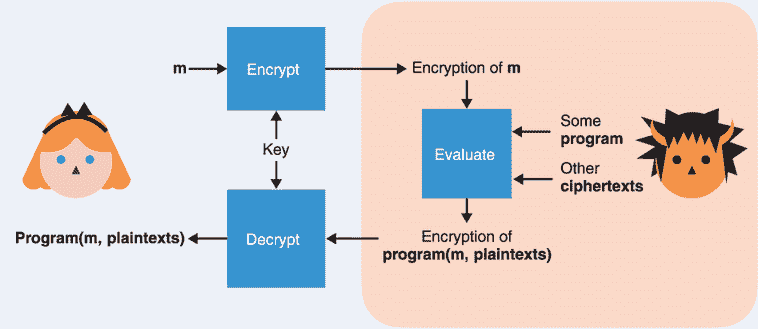 m
Encrypt
Encryption of m
Key
Evaluate
Some
program
Other
ciphertexts
Program(m, plaintexts)
Decrypt
Encryption of
program(m, plaintexts)